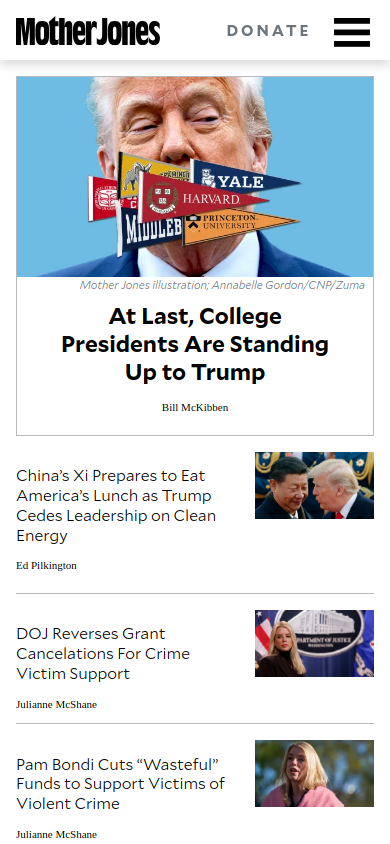 Mother Jones
DONATE
YALE
HARVARD
PRINCETON
UNIVERSITY
MIDDLEB
Mother Jones illustration; Annabelle Gordon/CNP/Zuma
At Last, College
Presidents Are Standing
Up to Trump
Bill McKibben
China’s Xi Prepares to Eat
America’s Lunch as Trump
Cedes Leadership on Clean
Energy
Ed Pilkington
DOJ Reverses Grant
Cancelations For Crime
Victim Support
Julianne McShane
Pam Bondi Cuts “Wasteful”
Funds to Support Victims of
Violent Crime
Julianne McShane